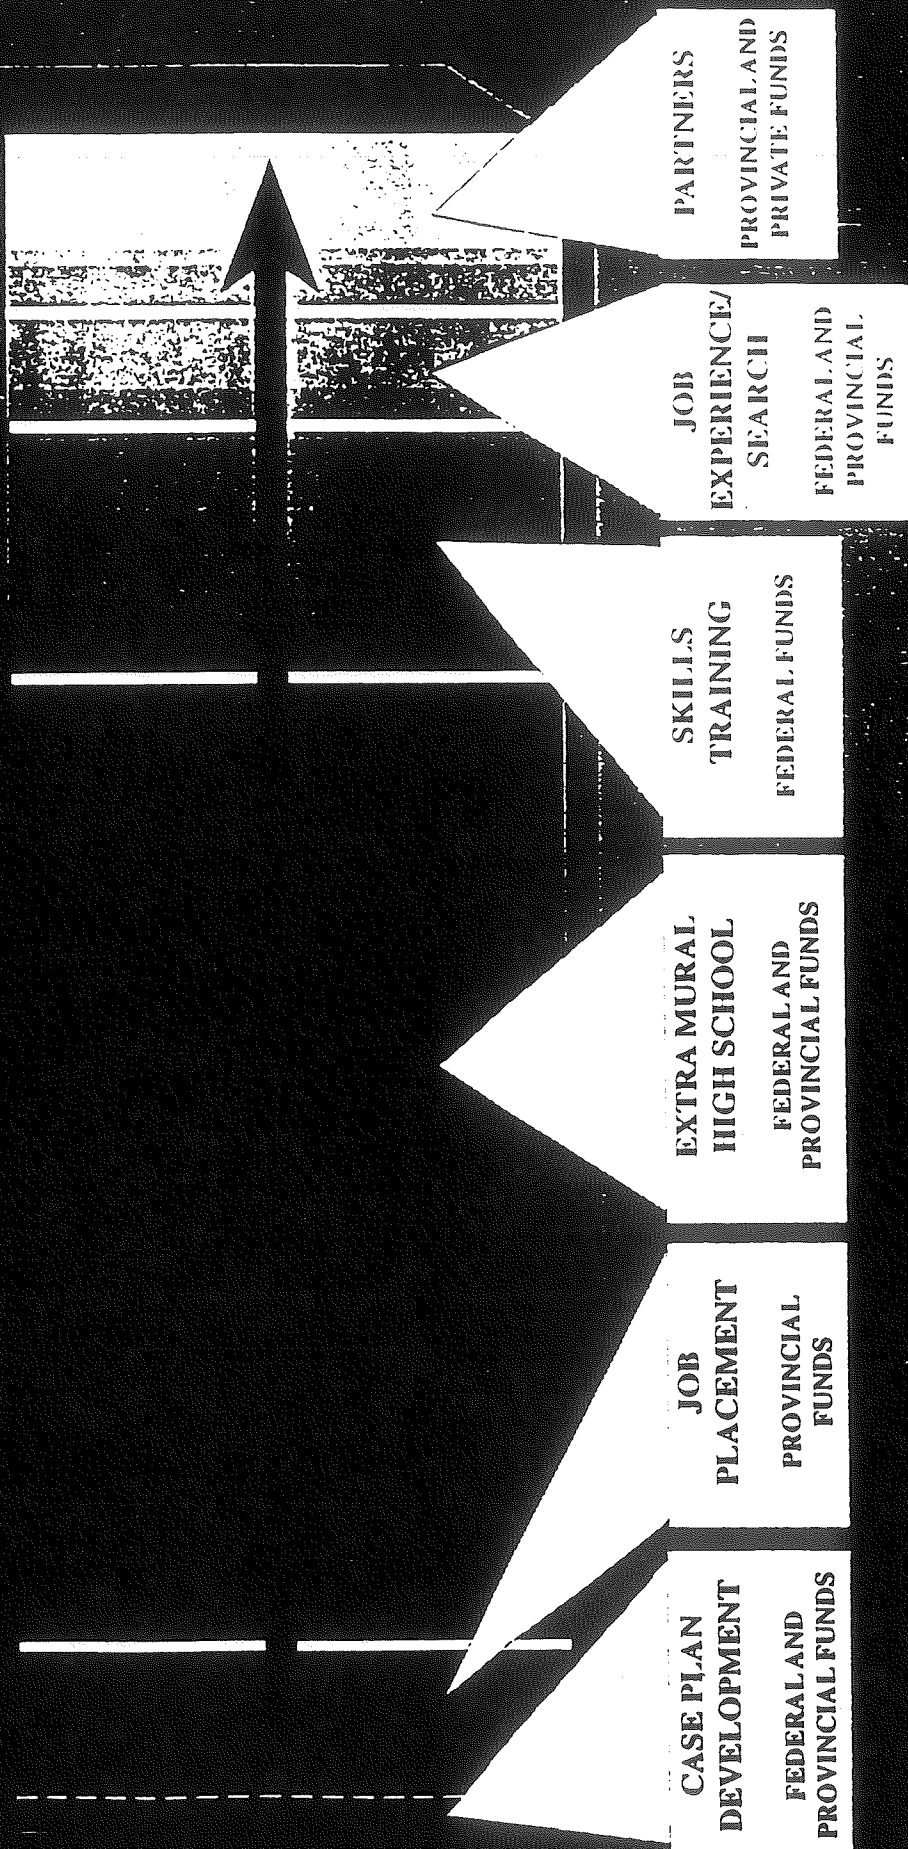 CASE PLAN
DEVELOPMENT
FEDERAL AND
PROVINCIAL FUNDS
JOB
PLACEMENT
PROVINCIAL
FUNDS
EXTRA MURAL
HIGH SCHOOL
FEDERAL AND
PROVINCIAL FUNDS
SKILLS
TRAINING
FEDERAL FUNDS
JOB
EXPERIENCE/
SEARCH
FEDERAL AND
PROVINCIAL
FUNDS
PARTNERS
PROVINCIAL AND
PRIVATE FUNDS